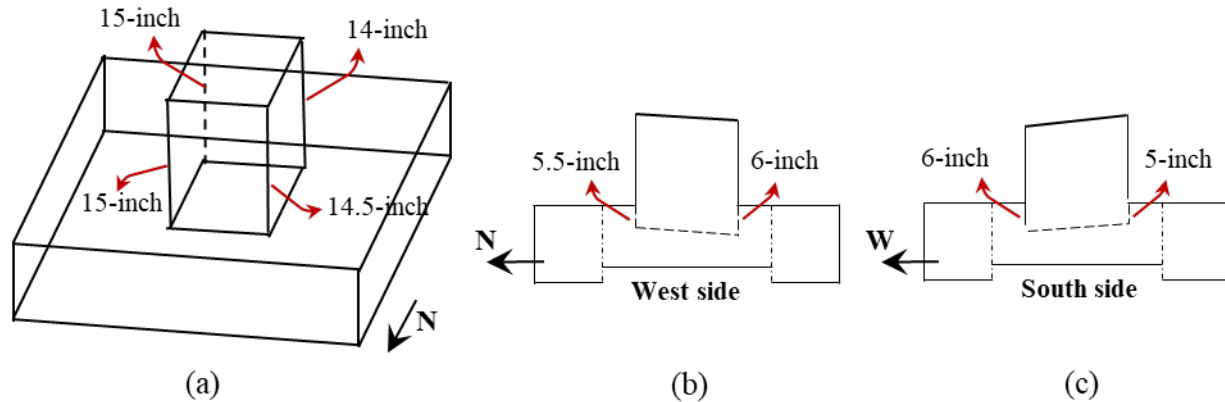 15-inch
14-inch
15-inch
14.5-inch
N
(a)
5.5-inch
6-inch
N
West side
(b)
6-inch
5-inch
W
South side
(c)